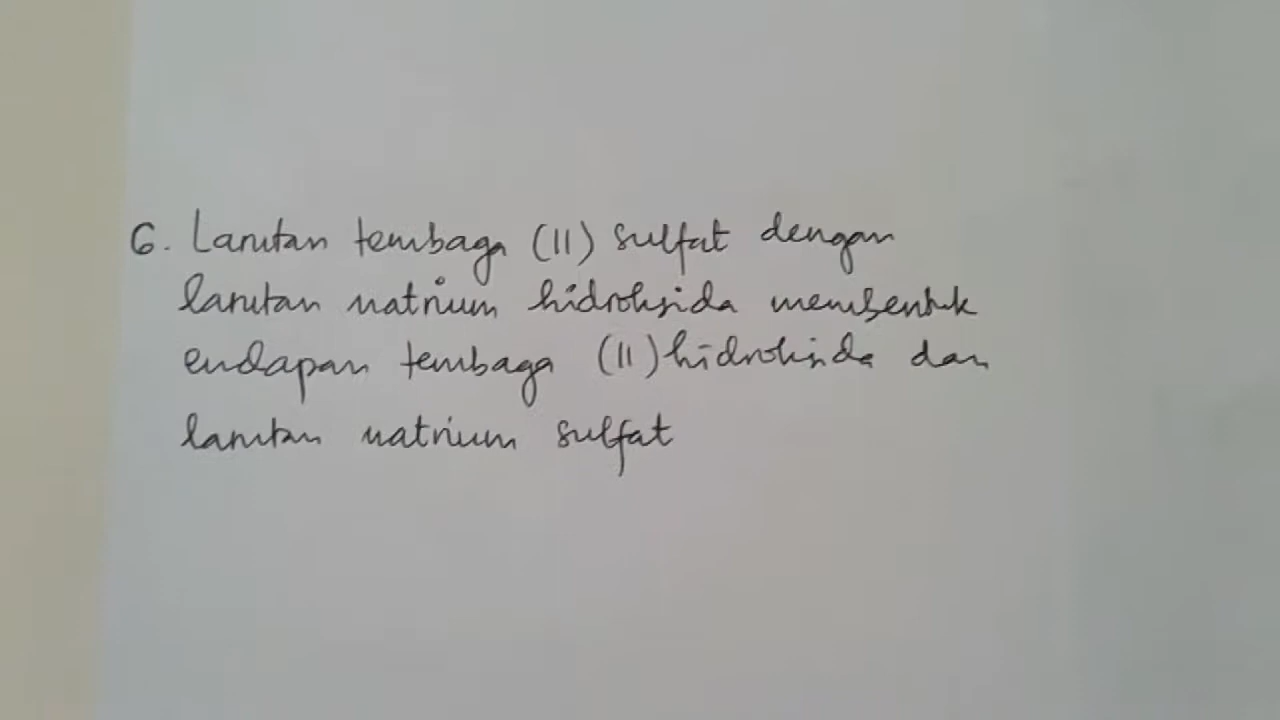 6. Larutan tembaga (II) sulfat dengan
larutan natrium hidroksida membentuk
endapan tembaga (II) hidroksida dan
larutan natrium sulfat